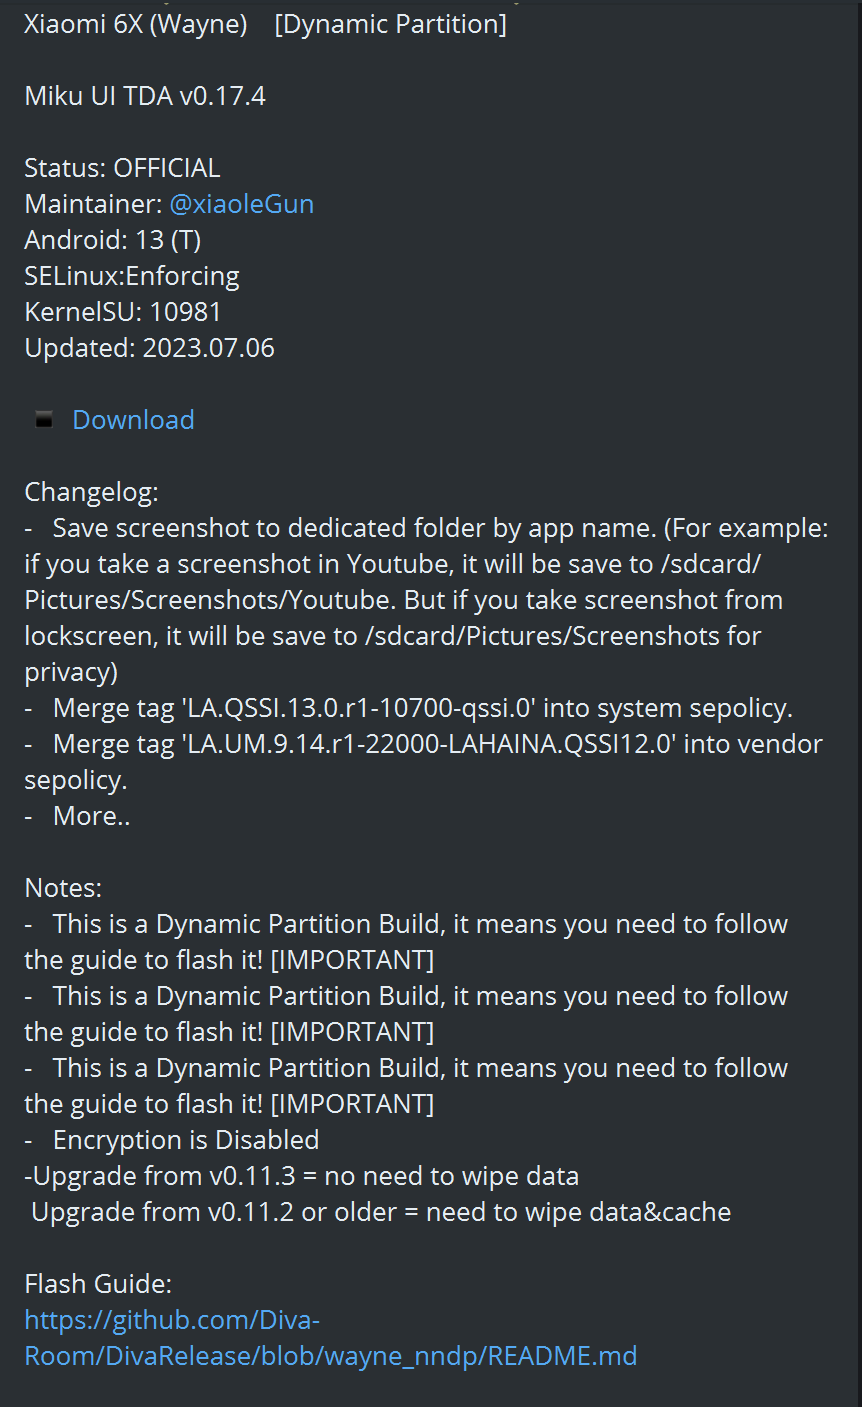 Xiaomi 6X (Wayne) [Dynamic Partition]
Miku UI TDA v0.17.4
Status: OFFICIAL
Maintainer: @xiaoleGun
Android: 13 (T)
SELinux:Enforcing
KernelSU: 10981
Updated: 2023.07.06
▪ Download
Changelog:
- Save screenshot to dedicated folder by app name. (For example:
if you take a screenshot in Youtube, it will be save to /sdcard/
Pictures/Screenshots/Youtube. But if you take screenshot from
lockscreen, it will be save to /sdcard/Pictures/Screenshots for
privacy)
- Merge tag 'LA.QSSI.13.0.r1-10700-qssi.0' into system sepolicy.
- Merge tag 'LA.UM.9.14.r1-22000-LAHAINA.QSSI12.0' into vendor
sepolicy.
- More..
Notes:
- This is a Dynamic Partition Build, it means you need to follow
the guide to flash it! [IMPORTANT]
- This is a Dynamic Partition Build, it means you need to follow
the guide to flash it! [IMPORTANT]
- This is a Dynamic Partition Build, it means you need to follow
the guide to flash it! [IMPORTANT]
- Encryption is Disabled
-Upgrade from v0.11.3 = no need to wipe data
Upgrade from v0.11.2 or older = need to wipe data&cache
Flash Guide:
https://github.com/Diva-
Room/DivaRelease/blob/wayne_nndp/README.md